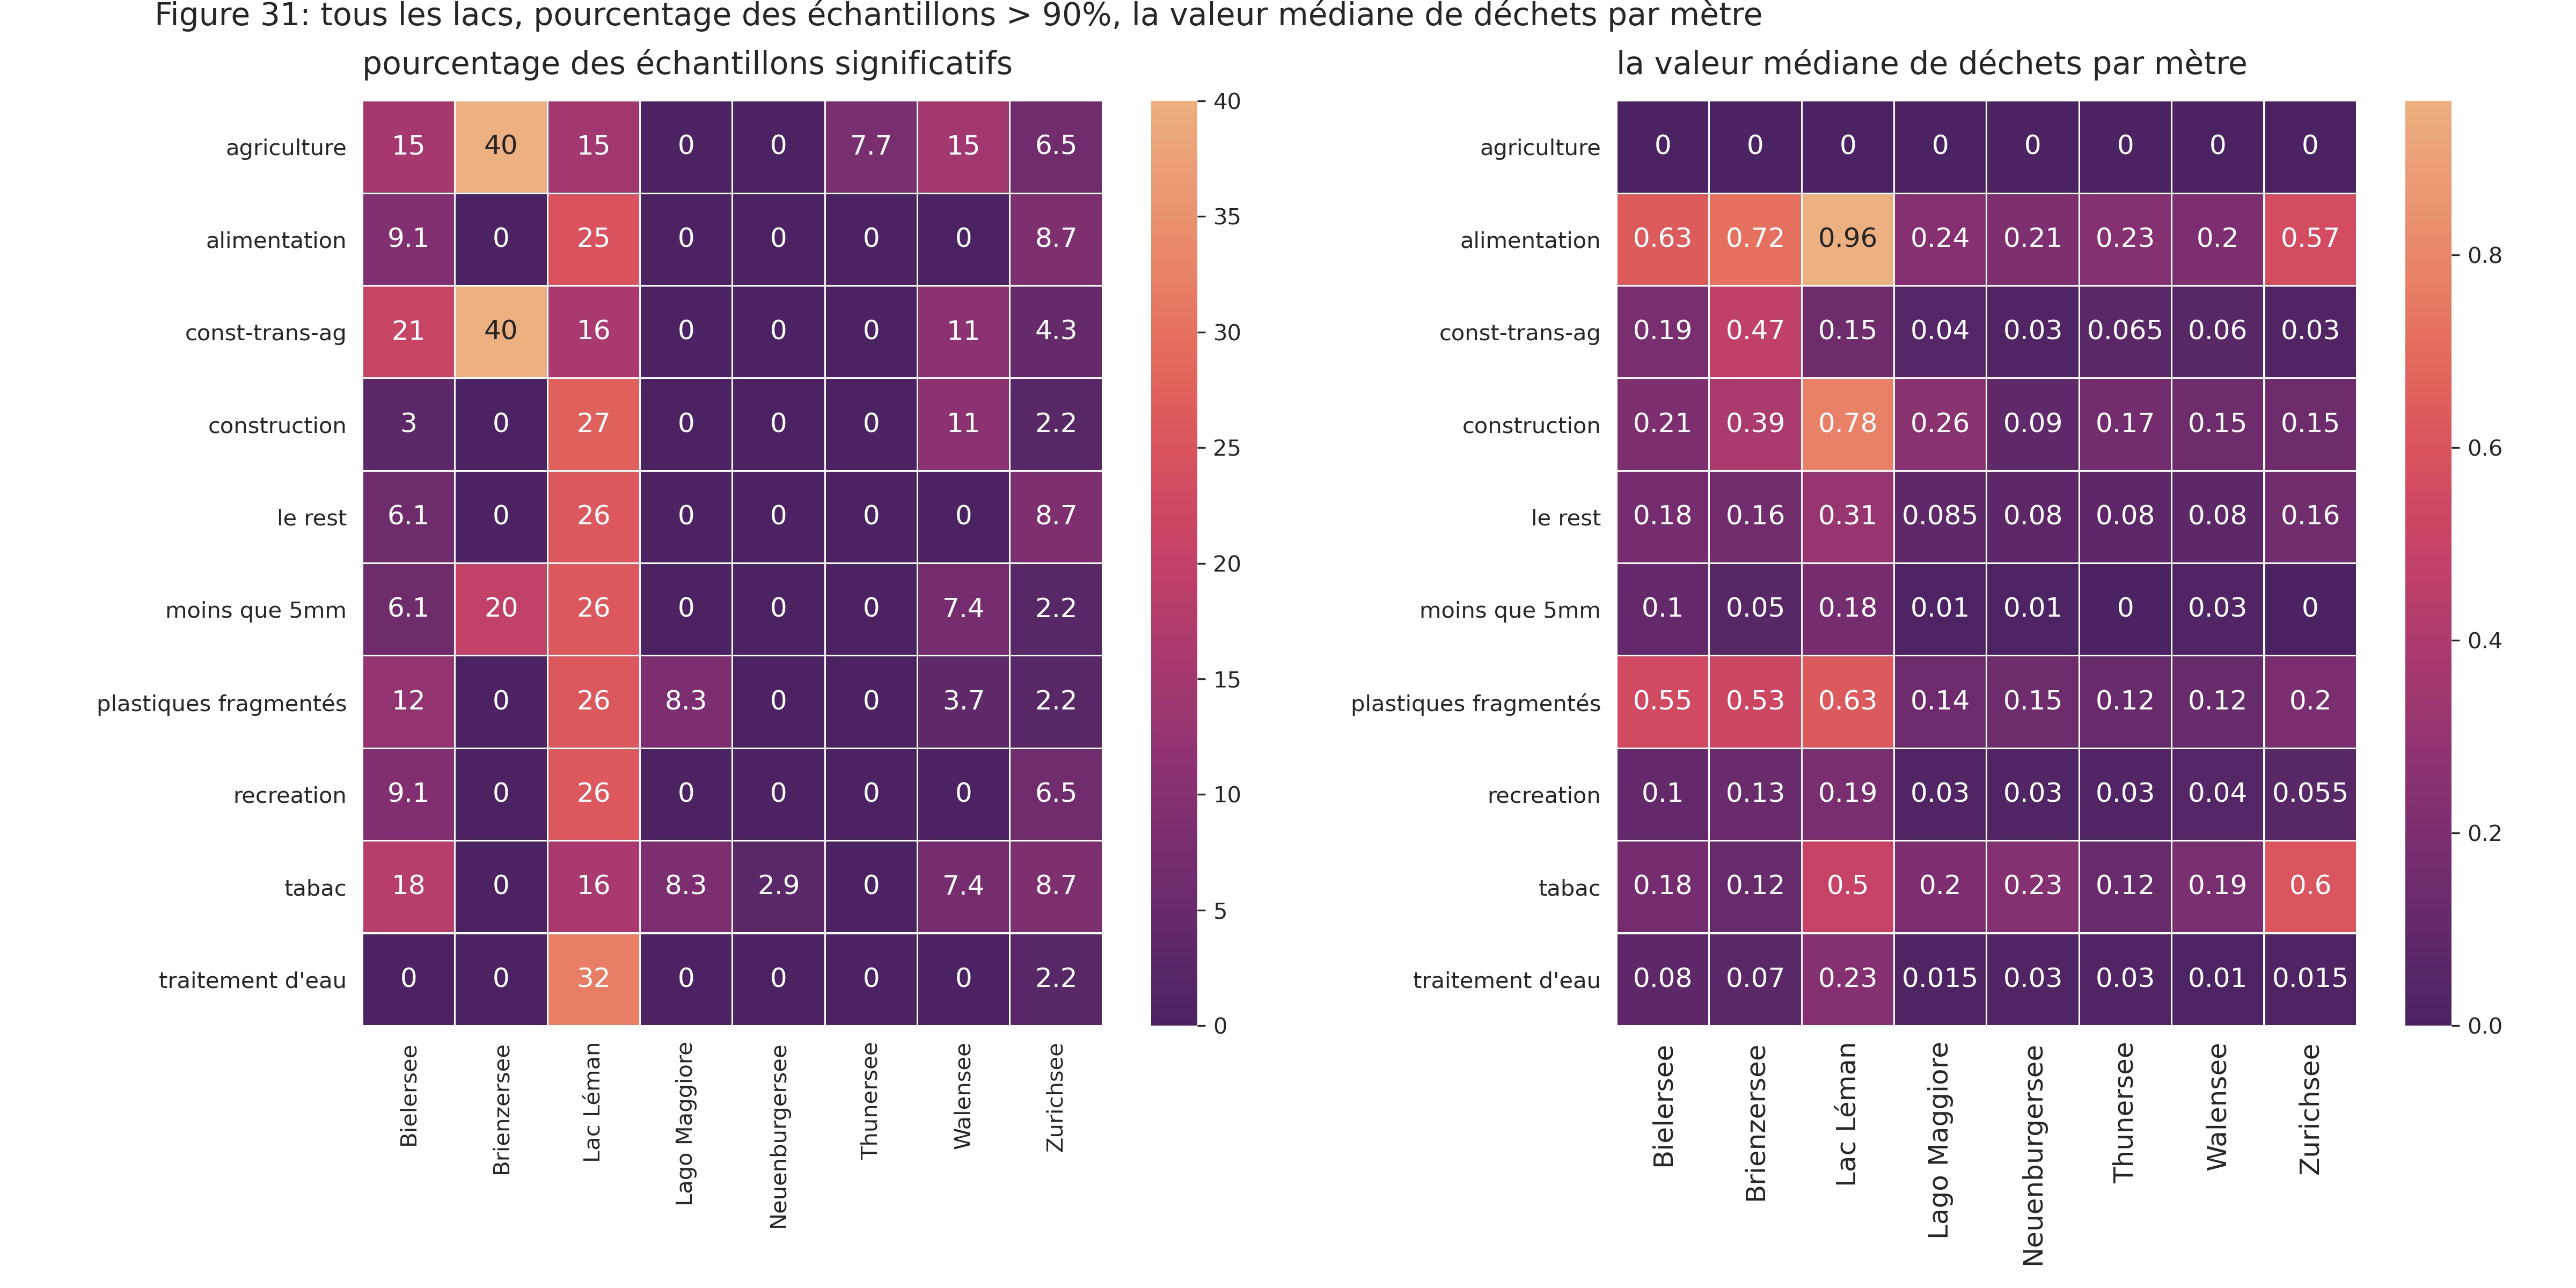 Figure 31: tous les lacs, pourcentage des échantillons > 90%, la valeur médiane de déchets par mètre
pourcentage des échantillons significatifs
agriculture 15 40 15 0 0 7.7 15 6.5
alimentation 9.1 0 25 0 0 0 0 8.7
const-trans-ag 21 40 16 0 0 0 11 4.3
construction 3 0 27 0 0 0 11 2.2
le rest 6.1 0 26 0 0 0 0 8.7
moins que 5mm 6.1 20 26 0 0 0 7.4 2.2
plastiques fragmentés 12 0 26 8.3 0 0 3.7 2.2
recreation 9.1 0 26 0 0 0 0 6.5
tabac 18 0 16 8.3 2.9 0 7.4 8.7
traitement d'eau 0 0 32 0 0 0 0 2.2
Bielersee Brienzersee Lac Léman Lago Maggiore Neuenburgersee Thunersee Walensee Zurichsee
40
35
30
25
20
15
10
5
0
la valeur médiane de déchets par mètre
agriculture 0 0 0 0 0 0 0 0
alimentation 0.63 0.72 0.96 0.24 0.21 0.23 0.2 0.57
const-trans-ag 0.19 0.47 0.15 0.04 0.03 0.065 0.06 0.03
construction 0.21 0.39 0.78 0.26 0.09 0.17 0.15 0.15
le rest 0.18 0.16 0.31 0.085 0.08 0.08 0.08 0.16
moins que 5mm 0.1 0.05 0.18 0.01 0.01 0 0.03 0
plastiques fragmentés 0.55 0.53 0.63 0.14 0.15 0.12 0.12 0.2
recreation 0.1 0.13 0.19 0.03 0.03 0.03 0.04 0.055
tabac 0.18 0.12 0.5 0.2 0.23 0.12 0.19 0.6
traitement d'eau 0.08 0.07 0.23 0.015 0.03 0.03 0.01 0.015
Bielersee Brienzersee Lac Léman Lago Maggiore Neuenburgersee Thunersee Walensee Zurichsee
0.8
0.6
0.4
0.2
0.0